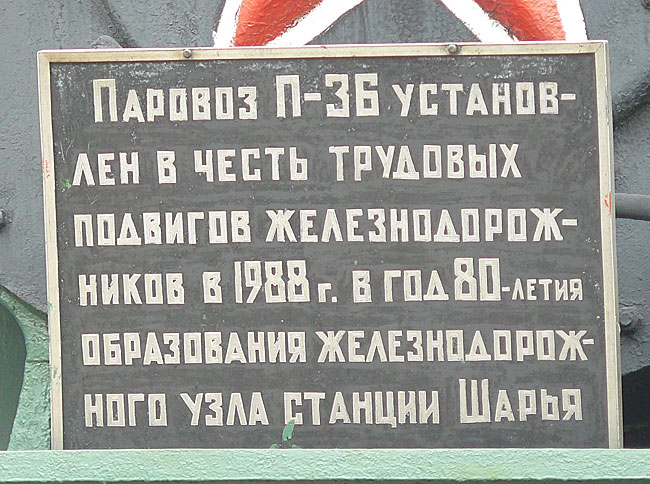 Паровоз П-36 установ-
лен в честь трудовых
подвигов железнодорож-
ников в 1988 г. в год 80-летия
образования железнодорож-
ного узла станции Шарья